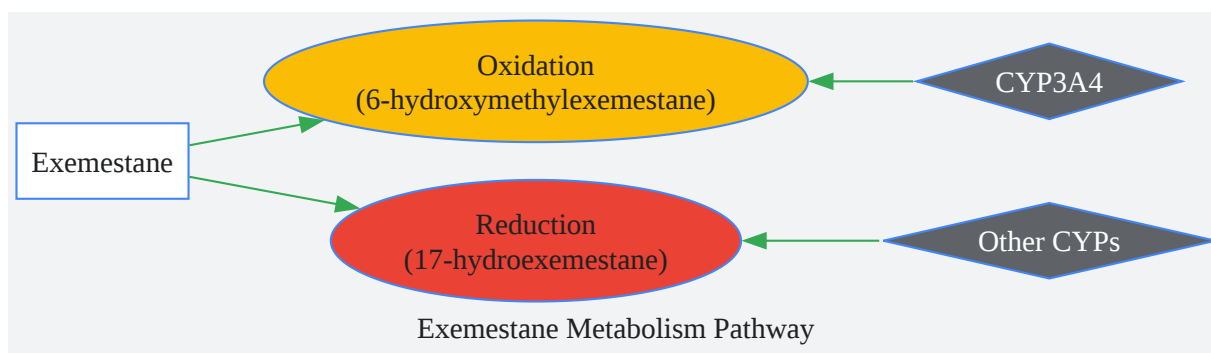 Oxidation
(6-hydroxymethylexemestane)
CYP3A4
Exemestane
Reduction
(17-hydroexemestane)
Other CYPs
Exemestane Metabolism Pathway